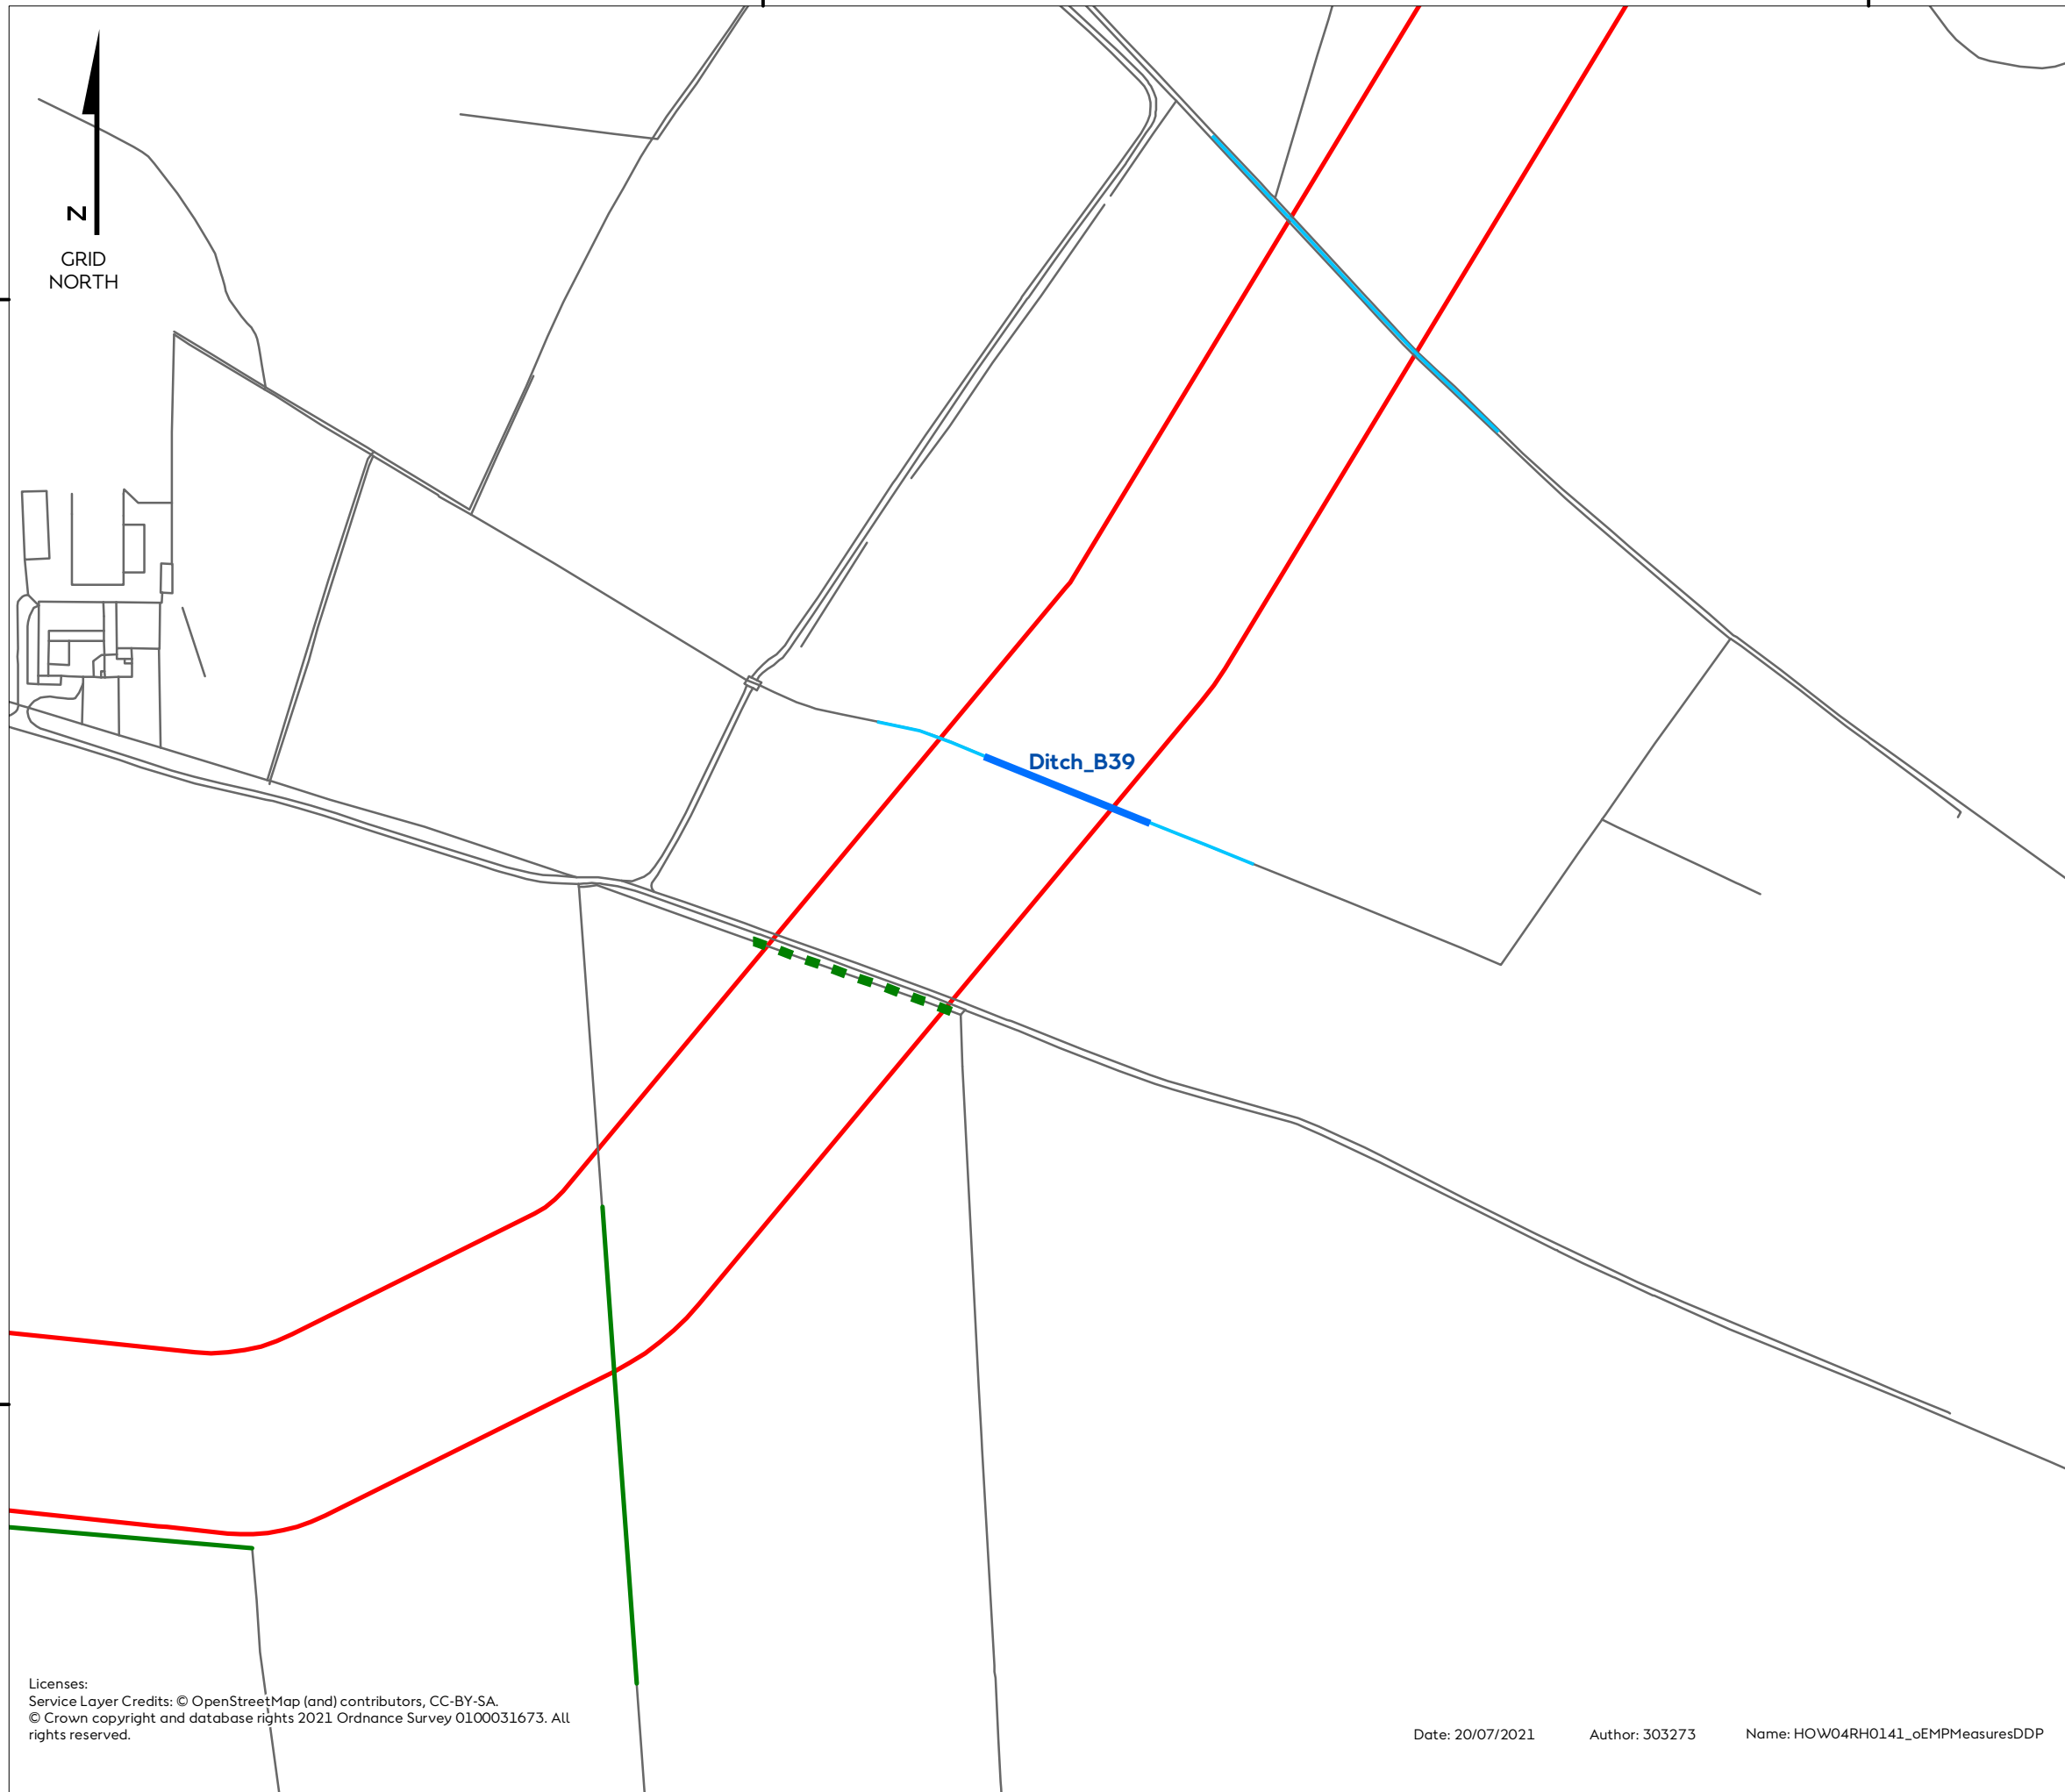 N
GRID
NORTH
Ditch_B39
Licenses:
Service Layer Credits: © OpenStreetMap (and) contributors, CC-BY-SA.
© Crown copyright and database rights 2021 Ordnance Survey 0100031673. All
rights reserved.
Date: 20/07/2021 Author: 303273 Name: HOW04RH0141_oEMPMeasuresDDP